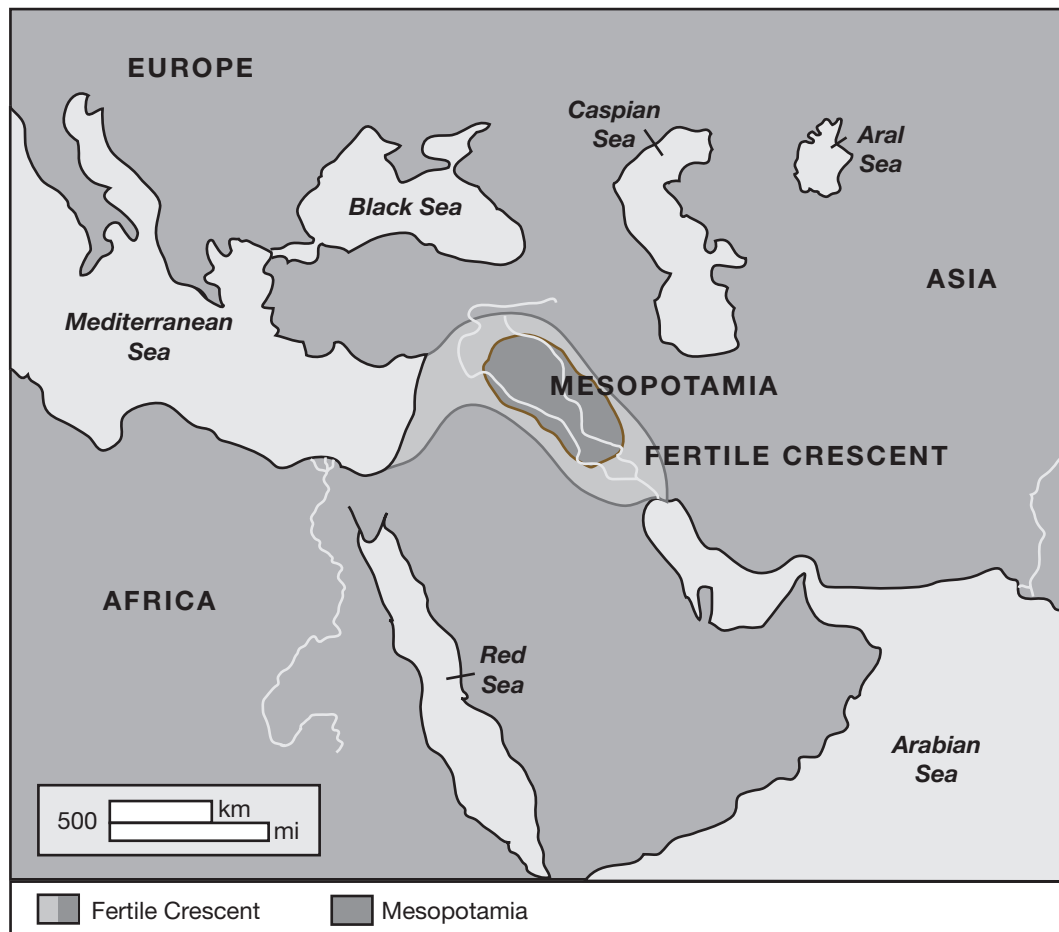 EUROPE
Caspian
Sea
Aral
Sea
Black Sea
ASIA
Mediterranean
Sea
MESOPOTAMIA
FERTILE CRESCENT
AFRICA
Red
Sea
Arabian
Sea
500
km
mi
Fertile Crescent
Mesopotamia